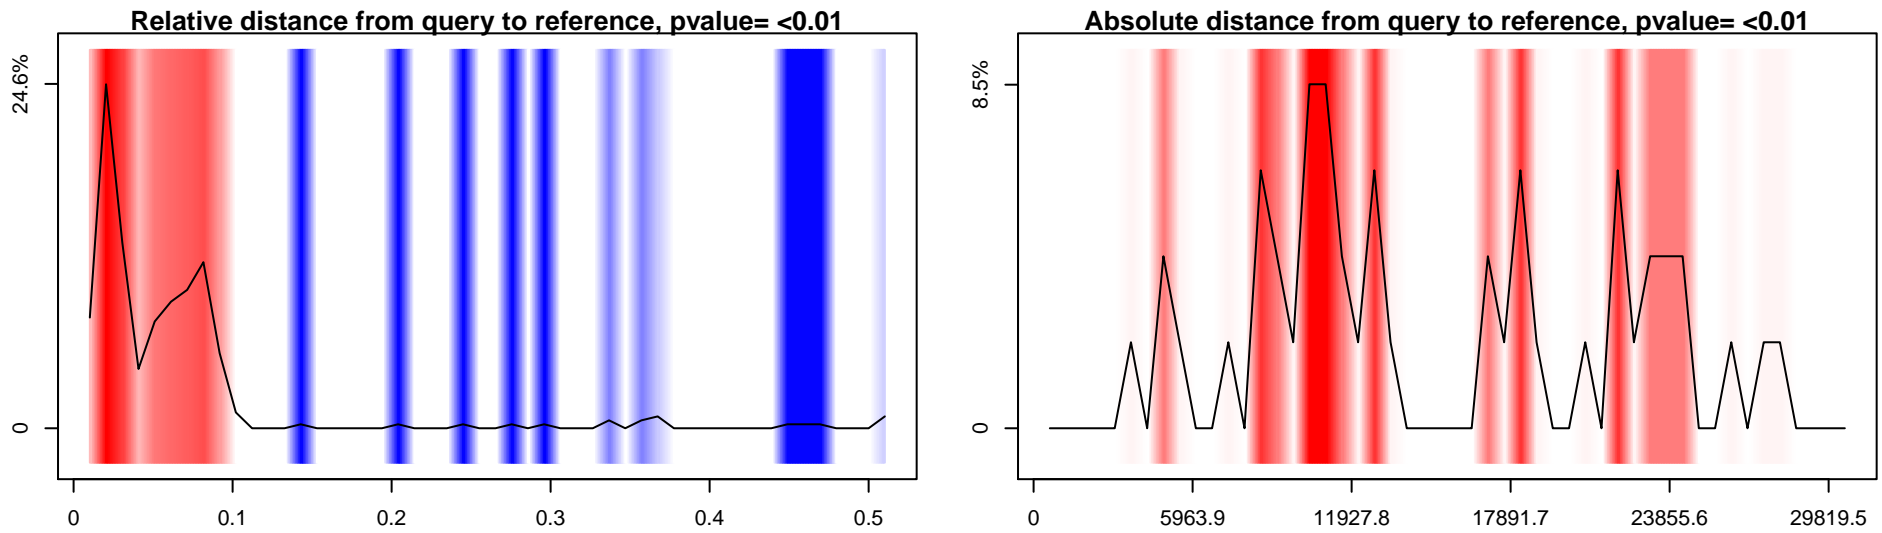 Relative distance from query to reference, pvalue= <0.01
24.6%
0
0 0.1 0.2 0.3 0.4 0.5
Absolute distance from query to reference, pvalue= <0.01
8.5%
0
0 5963.9 11927.8 17891.7 23855.6 29819.5